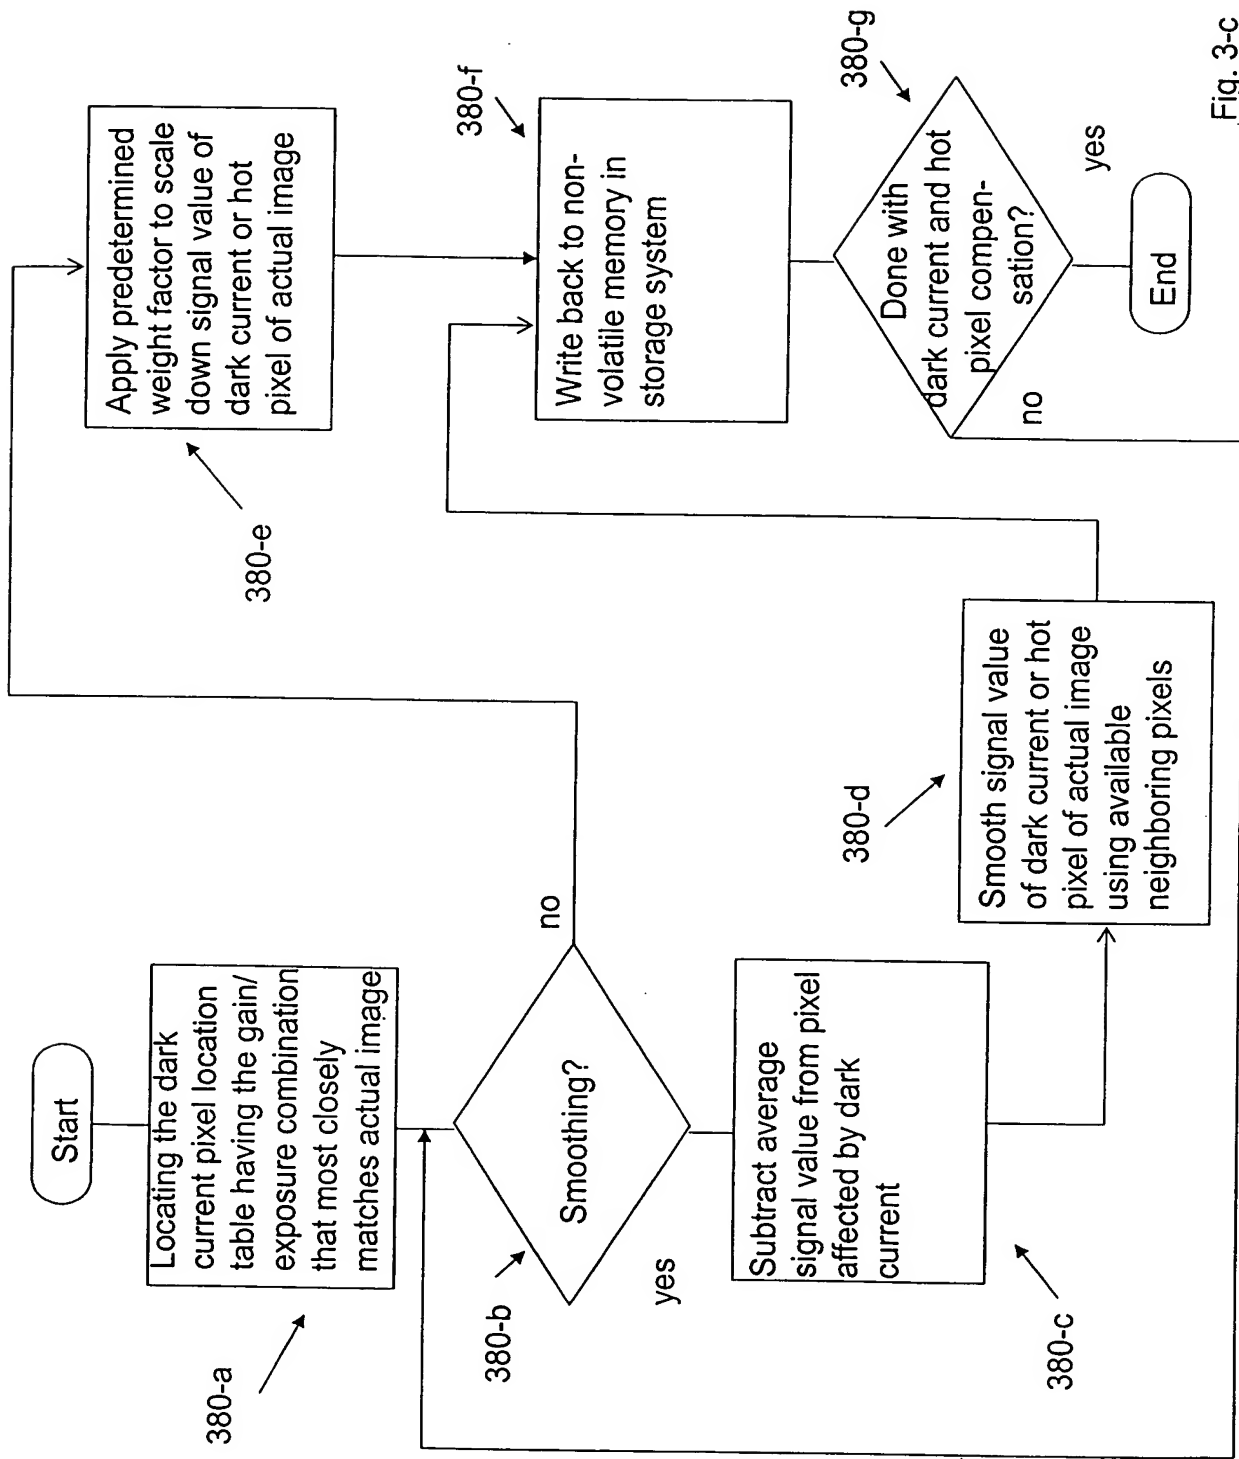 Start
Locating the dark
current pixel location
table having the gain/
exposure combination
that most closely
matches actual image
380-a
Smoothing?
380-b
no
yes
Subtract average
signal value from pixel
affected by dark
current
380-c
Smooth signal value
of dark current or hot
pixel of actual image
using available
neighboring pixels
380-d
Apply predetermined
weight factor to scale
down signal value of
dark current or hot
pixel of actual image
380-e
Write back to non-
volatile memory in
storage system
380-f
Done with
dark current and hot
pixel compen-
sation?
380-g
no
yes
End
Fig. 3-c